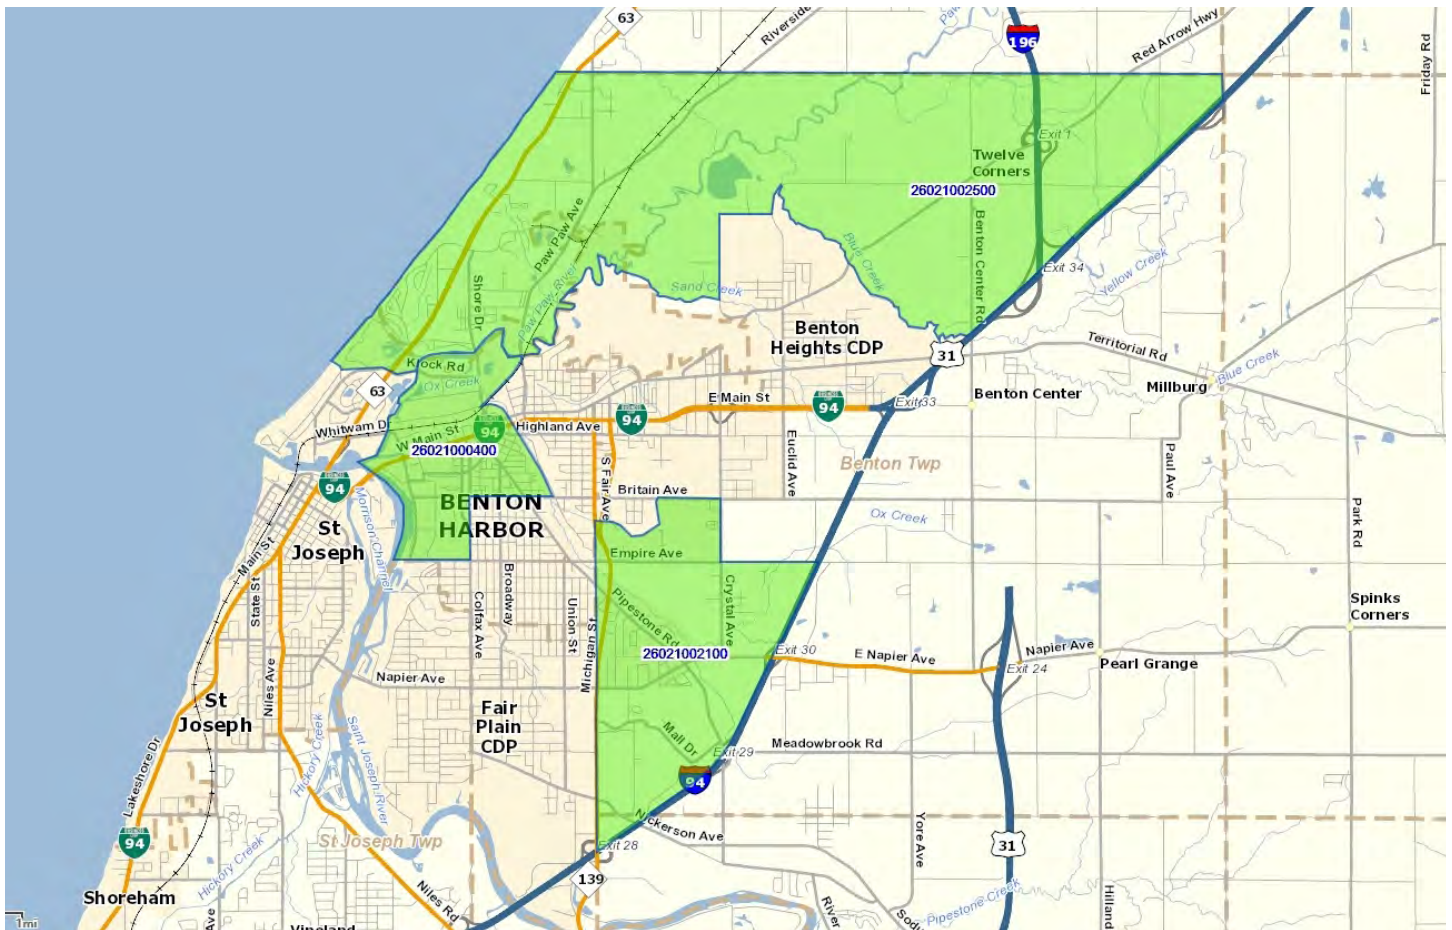 63
Riverside
Paw
196
Red Arrow Hwy
Friday Rd
Exit 1
Twelve
Corners
26021002500
Paw Paw Ave
Benton Center Rd
Blue Creek
Exit 34
Yellow Creek
Shore Dr
Paw Paw River
Sand Creek
Benton
Heights CDP
31
Territorial Rd
Blue Creek
Millburg
Klock Rd
Ox Creek
63
Benton Center
E Main St
94
Exit 33
Whitwam Dr
W Main St
94
Highland Ave
94
26021000400
S Fair Ave
Euclid Ave
Benton Twp
Paul Ave
94
Britain Ave
BENTON
HARBOR
Morrison Channel
Ox Creek
Park Rd
St
Joseph
Main St
Empire Ave
State St
Broadway
Colfax Ave
Union St
Pipestone Rd
Crystal Ave
Spinks
Corners
Michigan St
26021002100
Exit 30
E Napier Ave
Napier Ave
Exit 24
Pearl Grange
Niles Ave
Napier Ave
St
Joseph
Fair
Plain
CDP
Mall Dr
Exit 29
Meadowbrook Rd
Hickory Creek
Saint Joseph River
Lakeshore Dr
94
Nickerson Ave
Yore Ave
94
St Joseph Twp
Exit 28
31
Hickory Creek
139
Shoreham
Niles Rd
River
Pipestone Creek
Hilland
1mi
Ave
Vineland
Sod